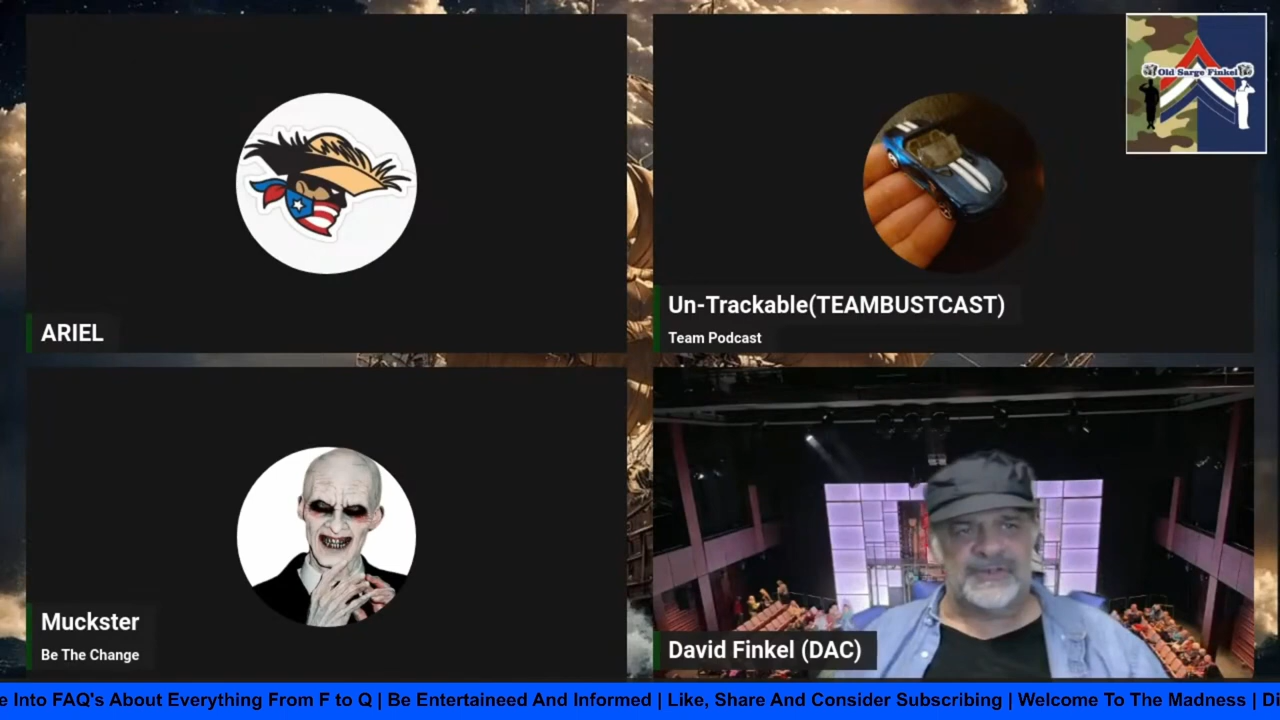 Old Sarge Finkel
ARIEL
Un-Trackable(TEAMBUSTCAST)
Team Podcast
Muckster
Be The Change
David Finkel (DAC)
e Into FAQ's About Everything From F to Q | Be Entertaineed And Informed | Like, Share And Consider Subscribing | Welcome To The Madness | Di